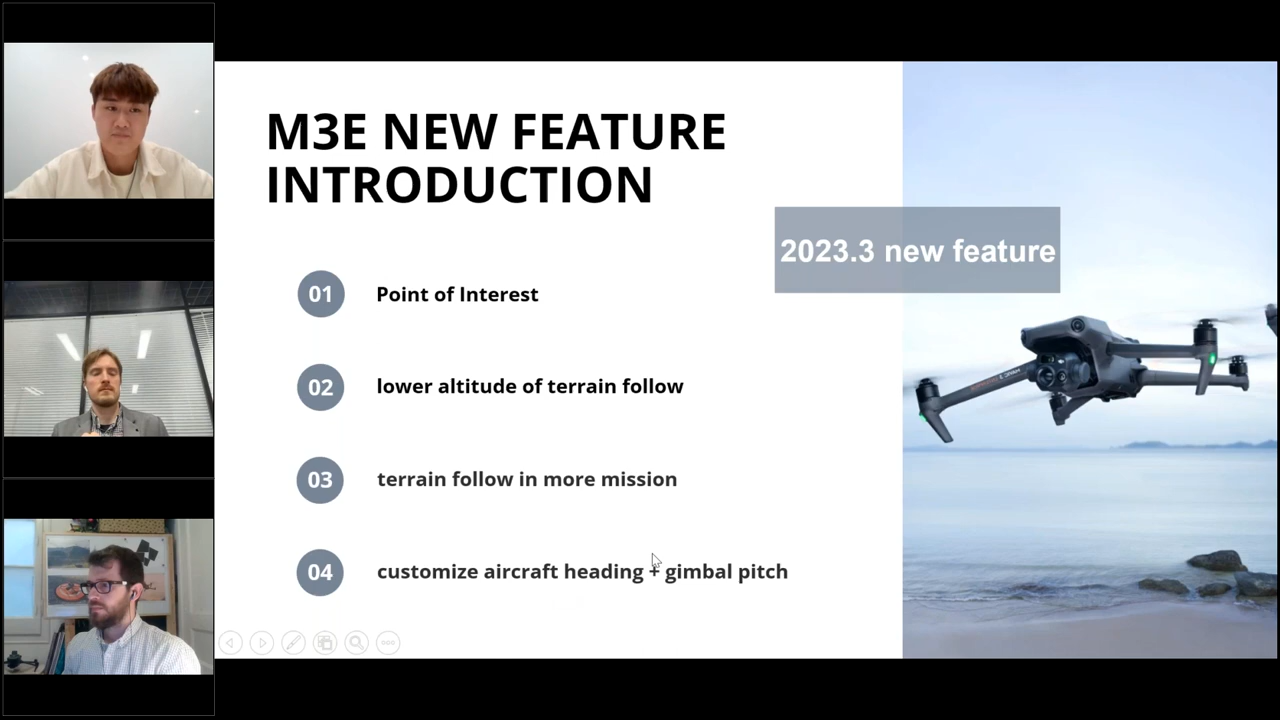 M3E NEW FEATURE
INTRODUCTION
2023.3 new feature
01
Point of Interest
02
lower altitude of terrain follow
03
terrain follow in more mission
04
customize aircraft heading + gimbal pitch